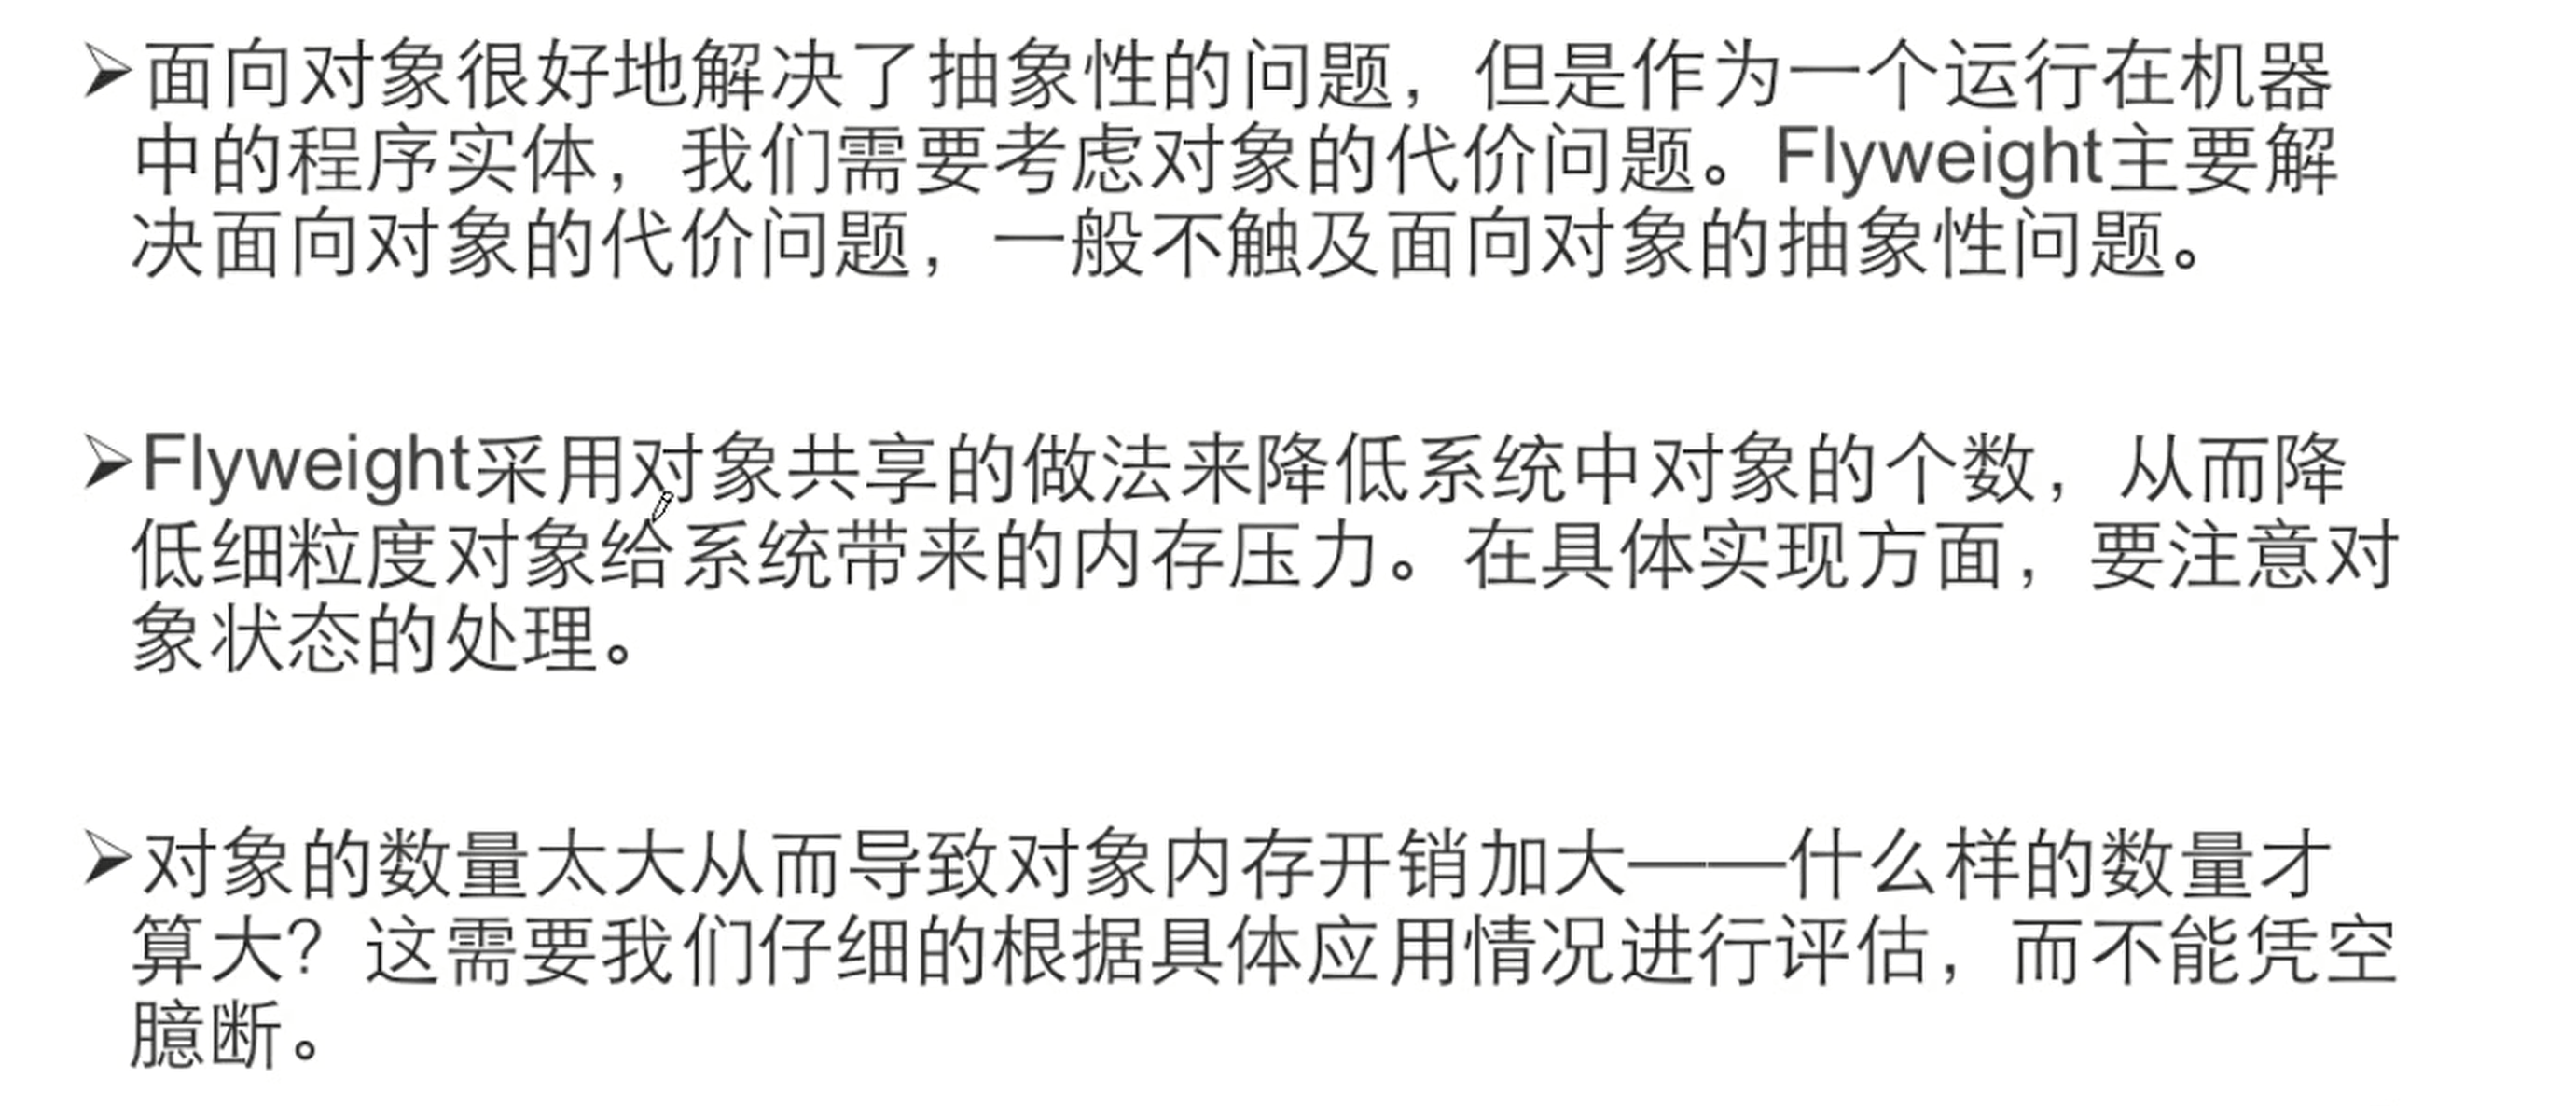 ➢面向对象很好地解决了抽象性的问题，但是作为一个运行在机器
中的程序实体，我们需要考虑对象的代价问题。Flyweight主要解
决面向对象的代价问题，一般不触及面向对象的抽象性问题。
➢Flyweight采用对象共享的做法来降低系统中对象的个数，从而降
低细粒度对象给系统带来的内存压力。在具体实现方面，要注意对
象状态的处理。
➢对象的数量太大从而导致对象内存开销加大——什么样的数量才
算大？这需要我们仔细的根据具体应用情况进行评估，而不能凭空
臆断。